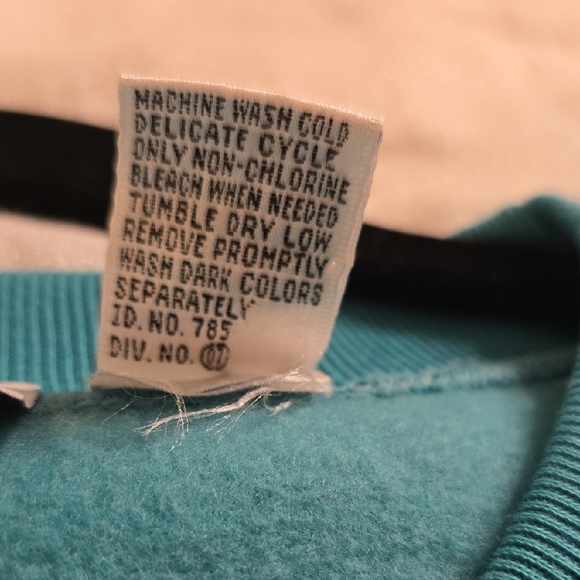 MACHINE WASH COLD
DELICATE CYCLE
ONLY NON-CHLORINE
BLEACH WHEN NEEDED
TUMBLE DRY LOW
REMOVE PROMPTLY
WASH DARK COLORS
SEPARATELY
ID. NO. 785
DIV. NO.